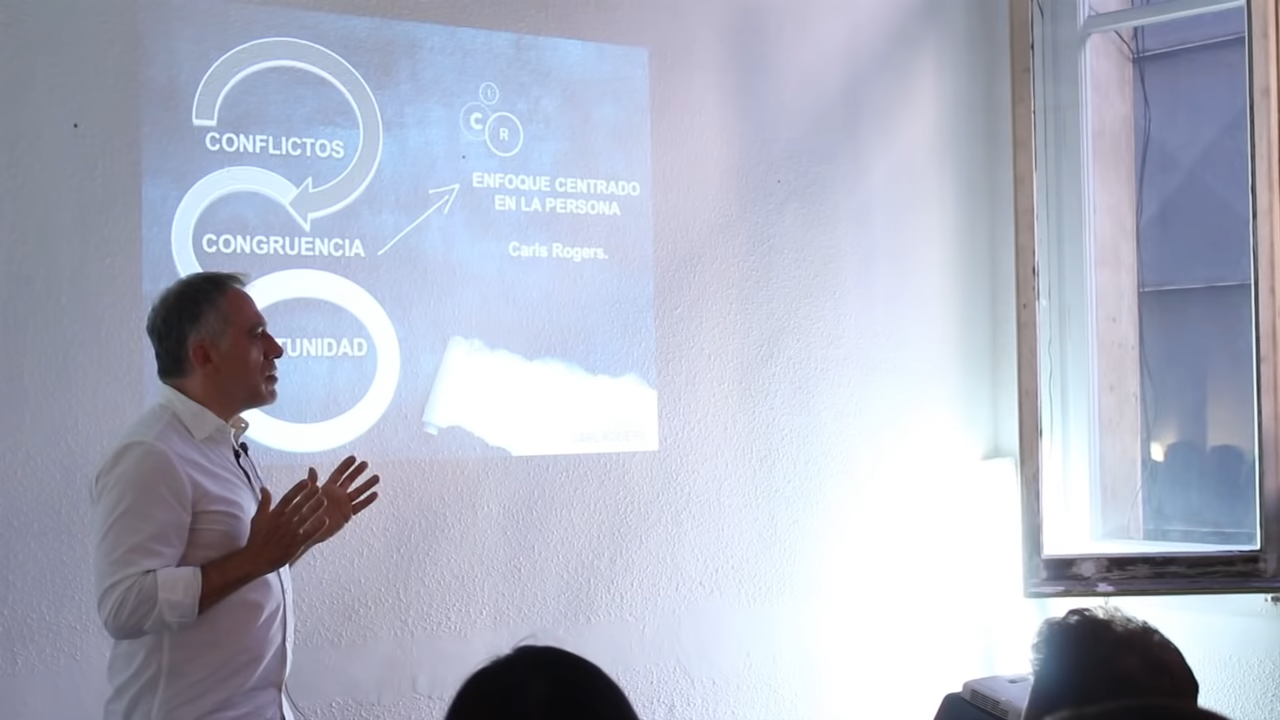 CONFLICTOS
CONGRUENCIA
TUNIDAD
I
C
R
ENFOQUE CENTRADO
EN LA PERSONA
Carls Rogers.